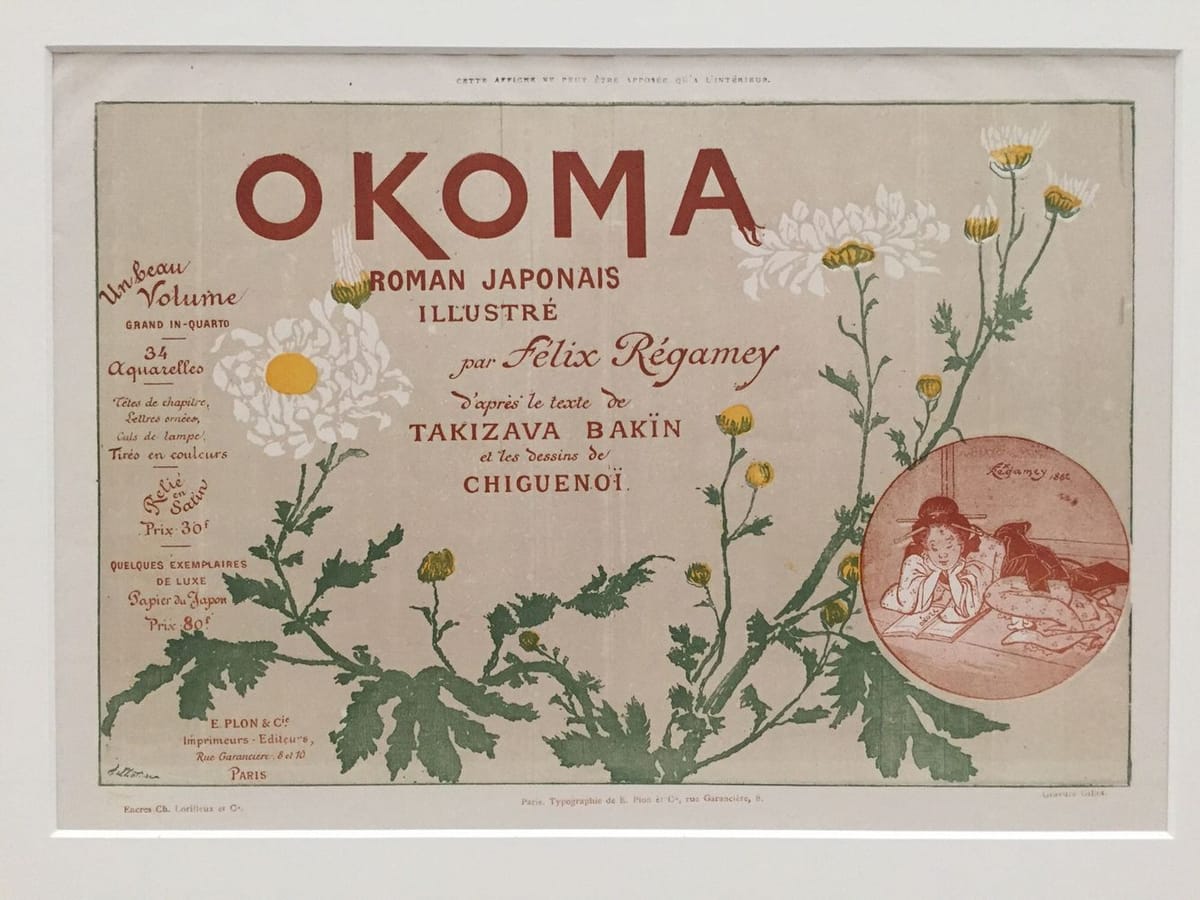 CETTE AFFICHE NE PEUT ÊTRE APPOSÉE QU'A L'INTÉRIEUR.
OKOMA
ROMAN JAPONAIS
ILLUSTRÉ
par Félix Régamey
d'après le texte de
TAKIZAVA BAKÏN
et les dessins de
CHIGUENOÏ.
Un beau
Volume
GRAND IN-QUARTO
34
Aquarelles
Têtes de chapitre,
Lettres ornées,
Culs de lampe,
Tirés en couleurs
Relié
en
Satin
Prix 30f
QUELQUES EXEMPLAIRES
DE LUXE
Papier du Japon
Prix 80f
E. PLON & Cie
Imprimeurs - Editeurs,
Rue Garancière, 8 et 10
PARIS
Régamey
Encres Ch. Lorilleux et Cie.
Paris. Typographie de E. Plon et Cie, rue Garancière, 8.
Gravure Gillot.